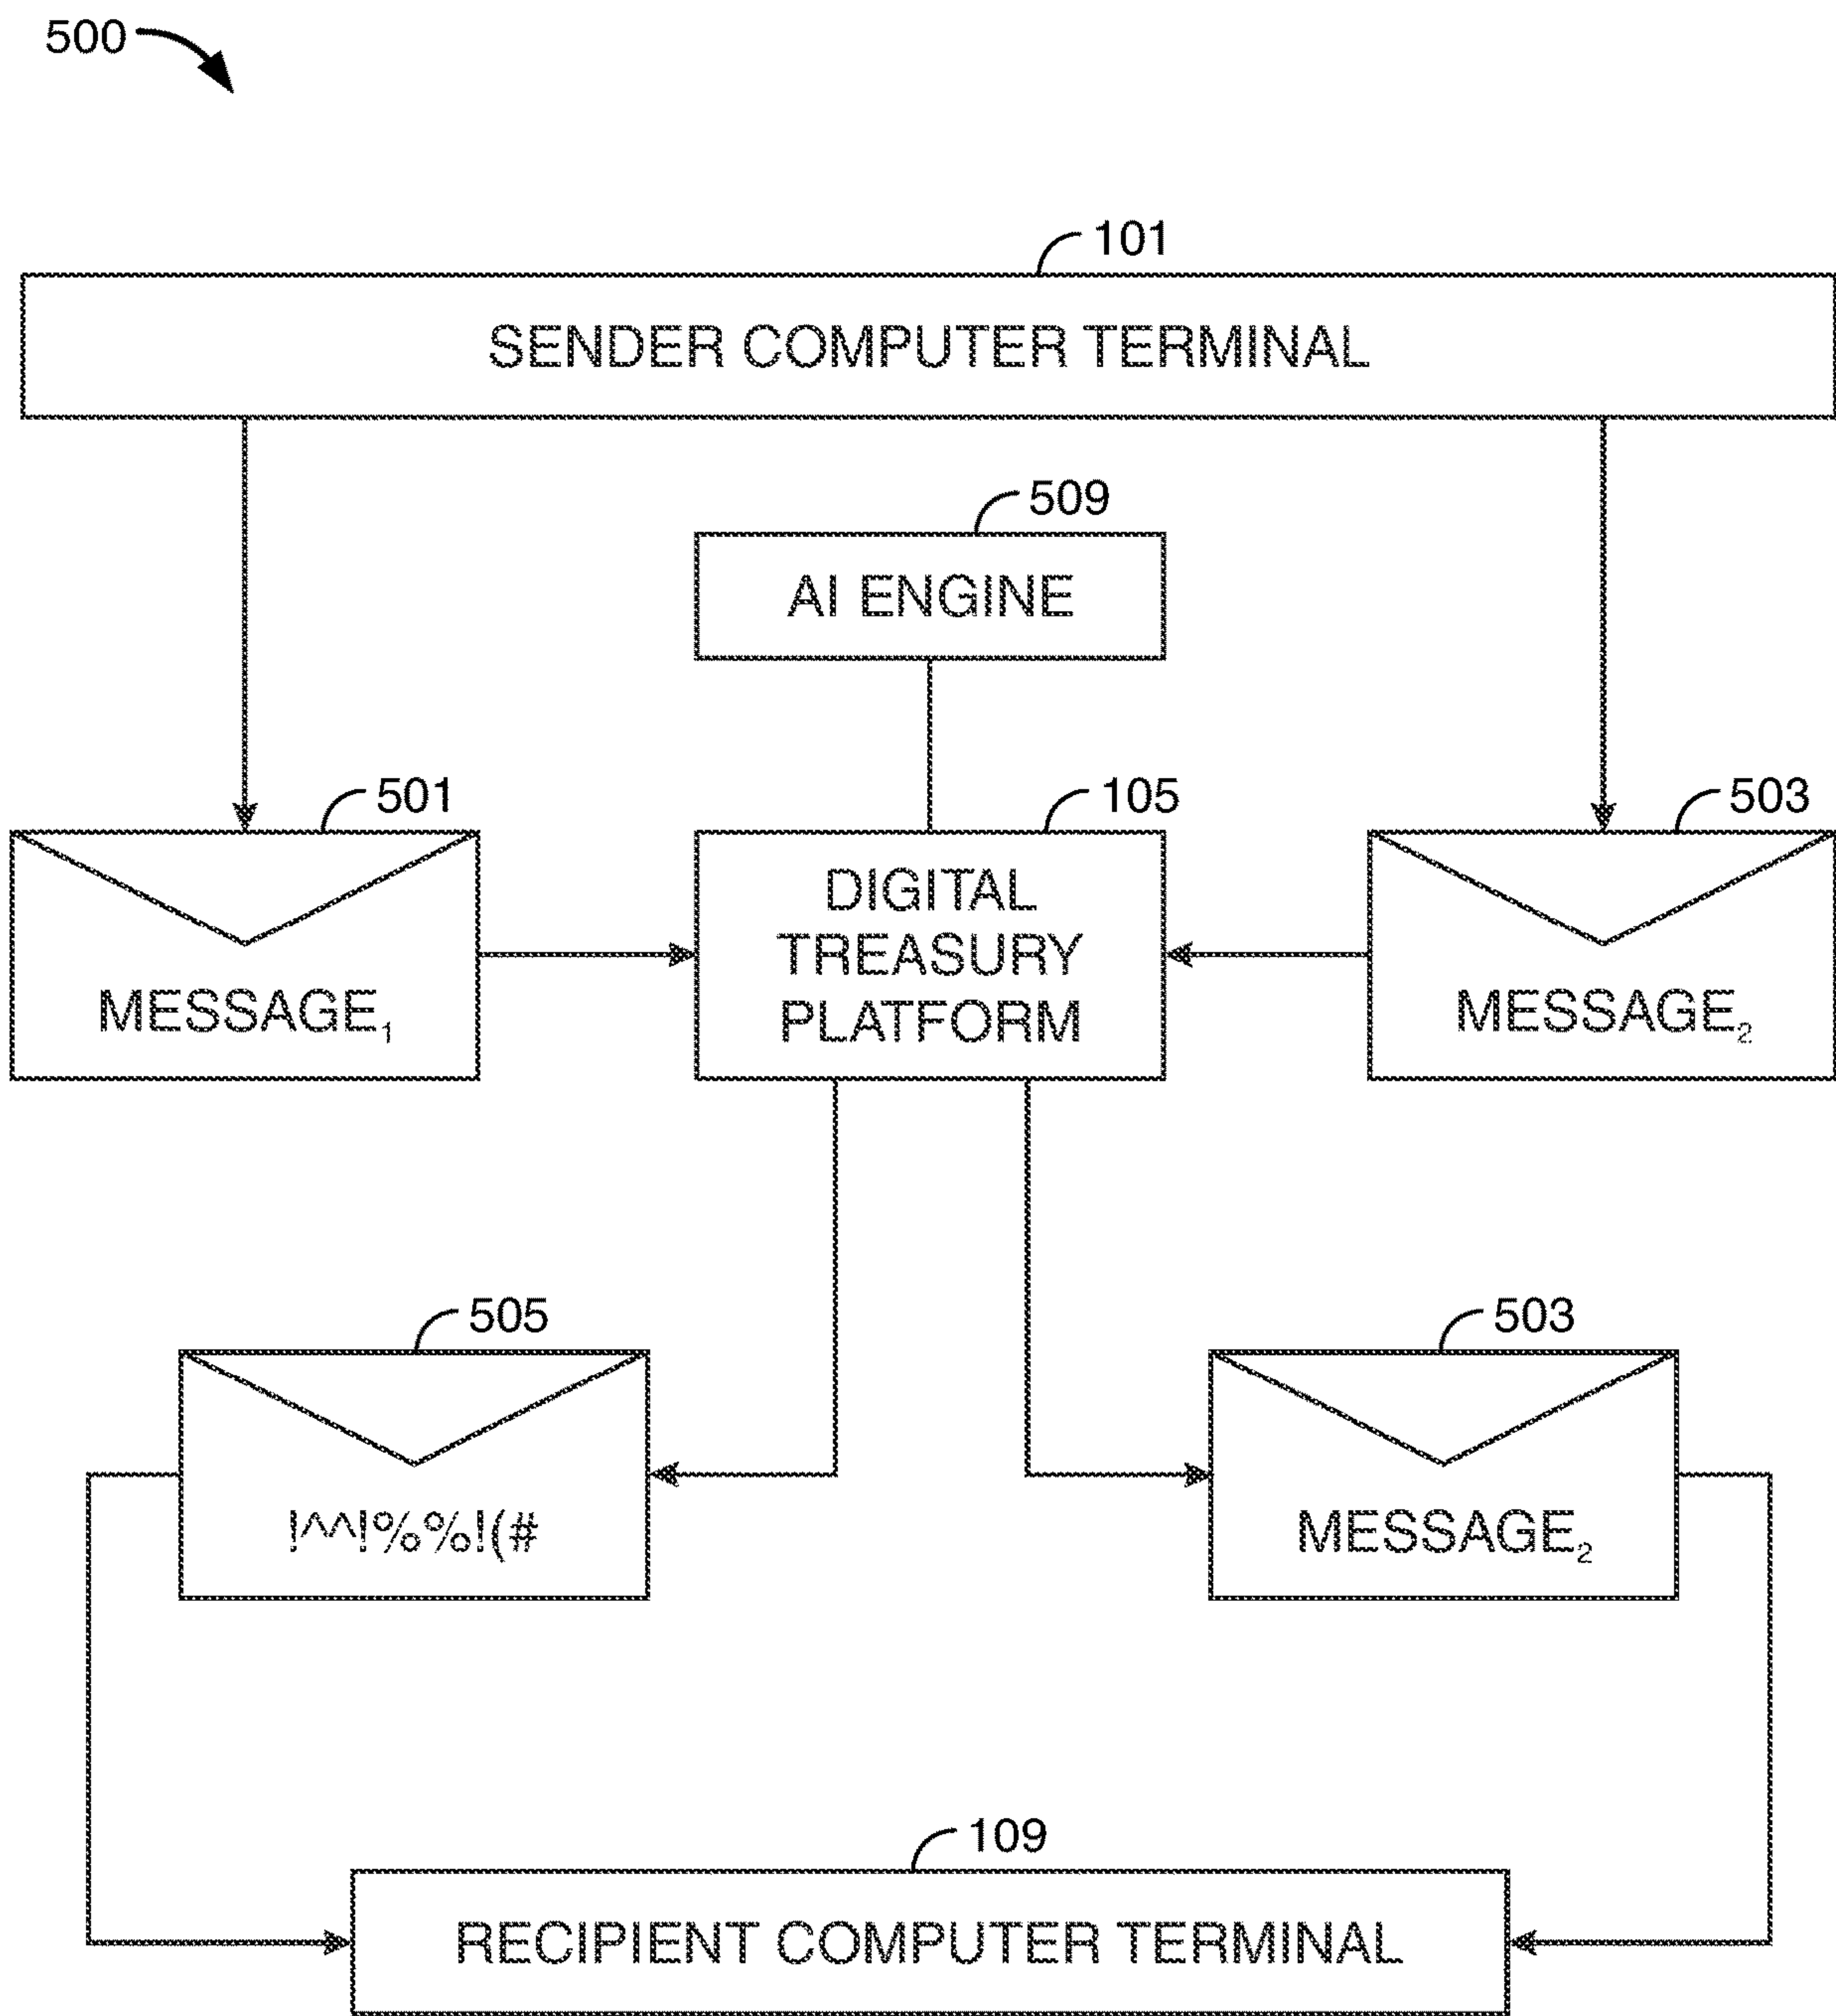 500
101
SENDER COMPUTER TERMINAL
509
AI ENGINE
501
105
503
MESSAGE₁
DIGITAL
TREASURY
PLATFORM
MESSAGE₂
505
503
!^^!%%!(#
MESSAGE₂
109
RECIPIENT COMPUTER TERMINAL